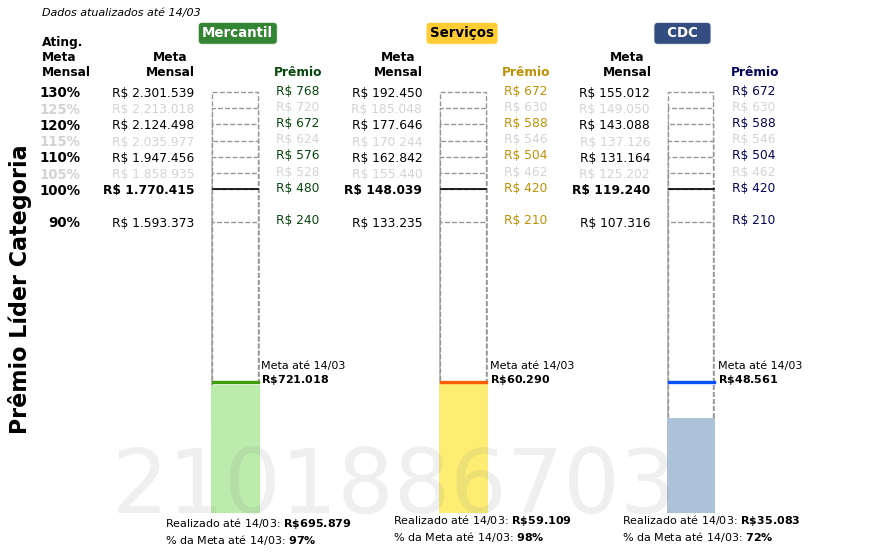 Dados atualizados até 14/03
Mercantil Serviços CDC
Ating.
Meta
Mensal
Meta
Mensal
Prêmio
Meta
Mensal
Prêmio
Meta
Mensal
Prêmio
130% R$ 2.301.539 R$ 768 R$ 192.450 R$ 672 R$ 155.012 R$ 672
125% R$ 2.213.018 R$ 720 R$ 185.048 R$ 630 R$ 149.050 R$ 630
120% R$ 2.124.498 R$ 672 R$ 177.646 R$ 588 R$ 143.088 R$ 588
115% R$ 2.035.977 R$ 624 R$ 170.244 R$ 546 R$ 137.126 R$ 546
110% R$ 1.947.456 R$ 576 R$ 162.842 R$ 504 R$ 131.164 R$ 504
105% R$ 1.858.935 R$ 528 R$ 155.440 R$ 462 R$ 125.202 R$ 462
100% R$ 1.770.415 R$ 480 R$ 148.039 R$ 420 R$ 119.240 R$ 420
90% R$ 1.593.373 R$ 240 R$ 133.235 R$ 210 R$ 107.316 R$ 210
Prêmio Líder Categoria
Meta até 14/03
R$721.018
Meta até 14/03
R$60.290
Meta até 14/03
R$48.561
2101886703
Realizado até 14/03: R$695.879
% da Meta até 14/03: 97%
Realizado até 14/03: R$59.109
% da Meta até 14/03: 98%
Realizado até 14/03: R$35.083
% da Meta até 14/03: 72%